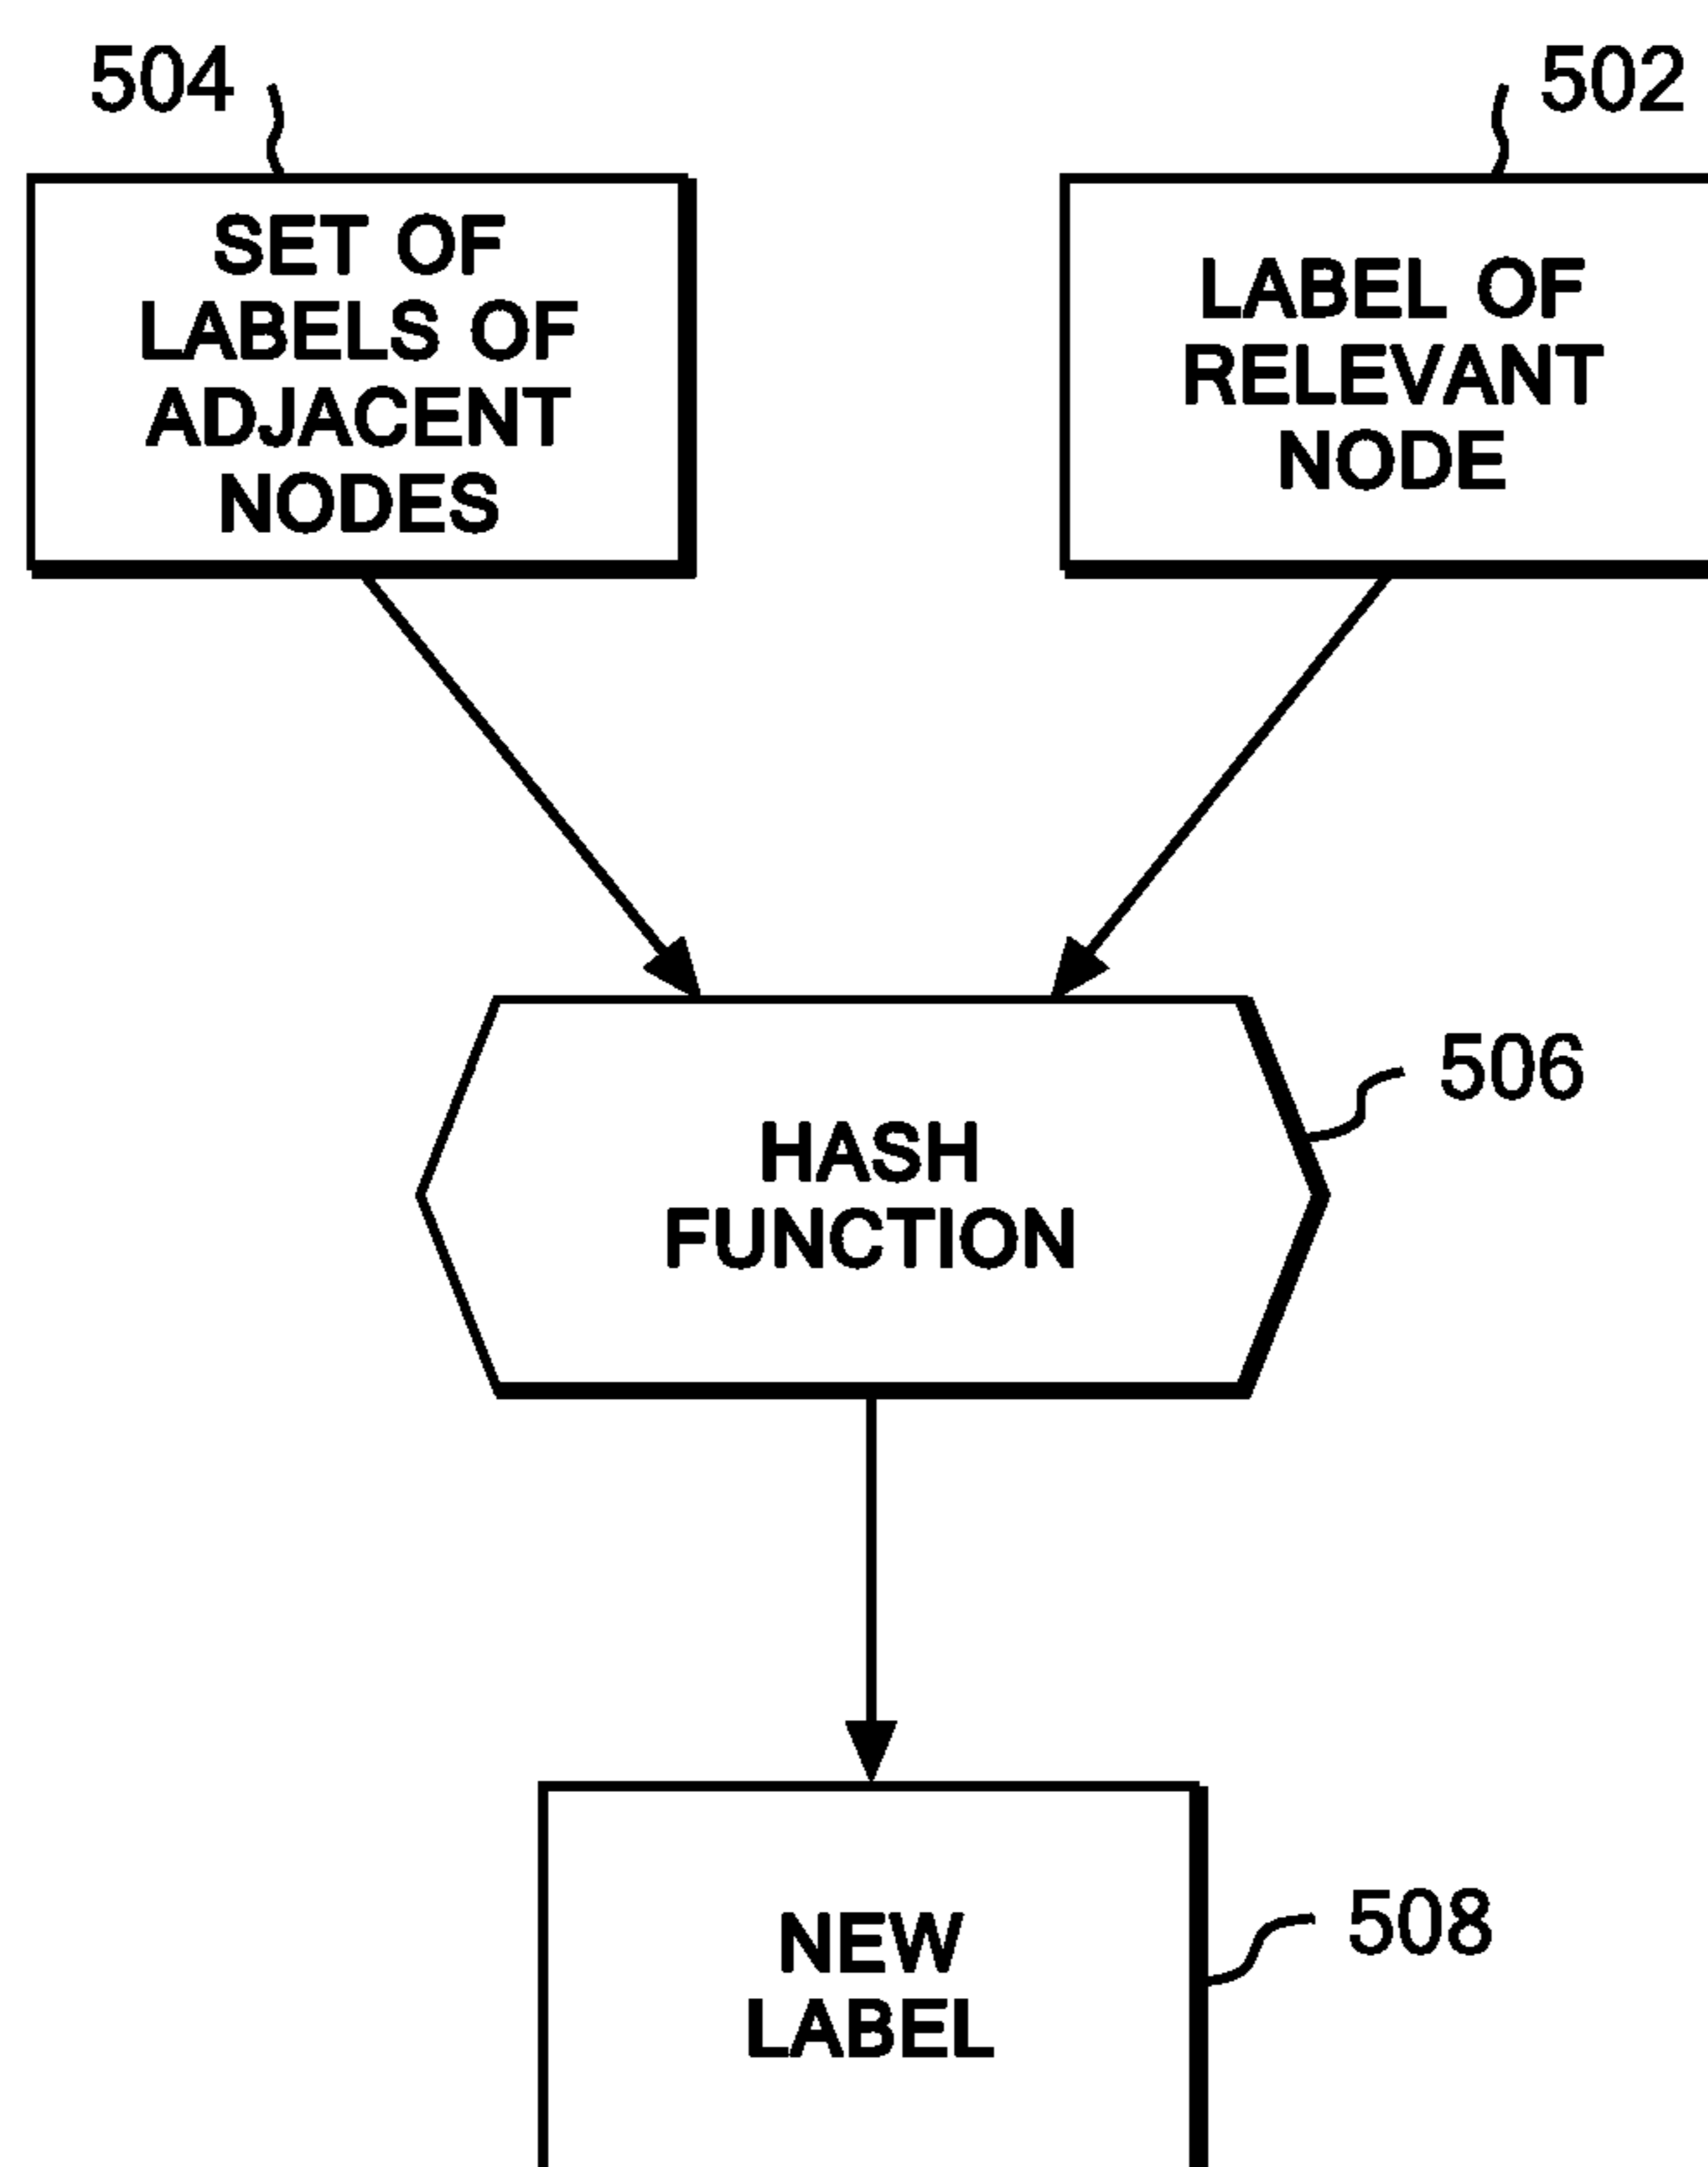 504
502
SET OF
LABELS OF
ADJACENT
NODES
LABEL OF
RELEVANT
NODE
506
HASH
FUNCTION
508
NEW
LABEL